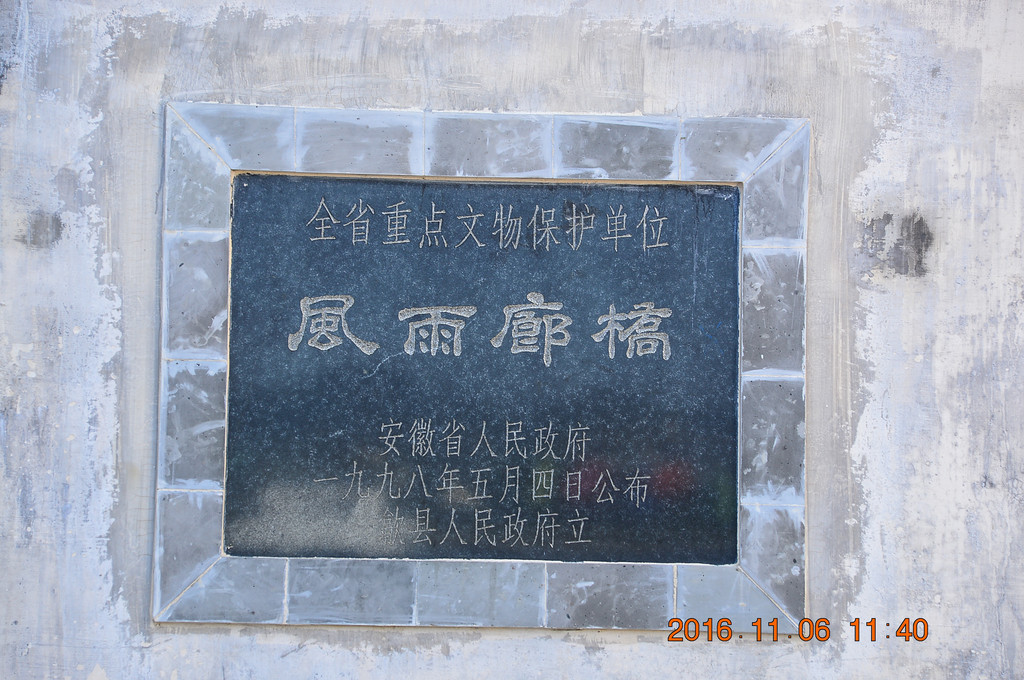 全省重点文物保护单位
風雨廊橋
安徽省人民政府
一九九八年五月四日公布
歙县人民政府立
2016.11.06 11:40